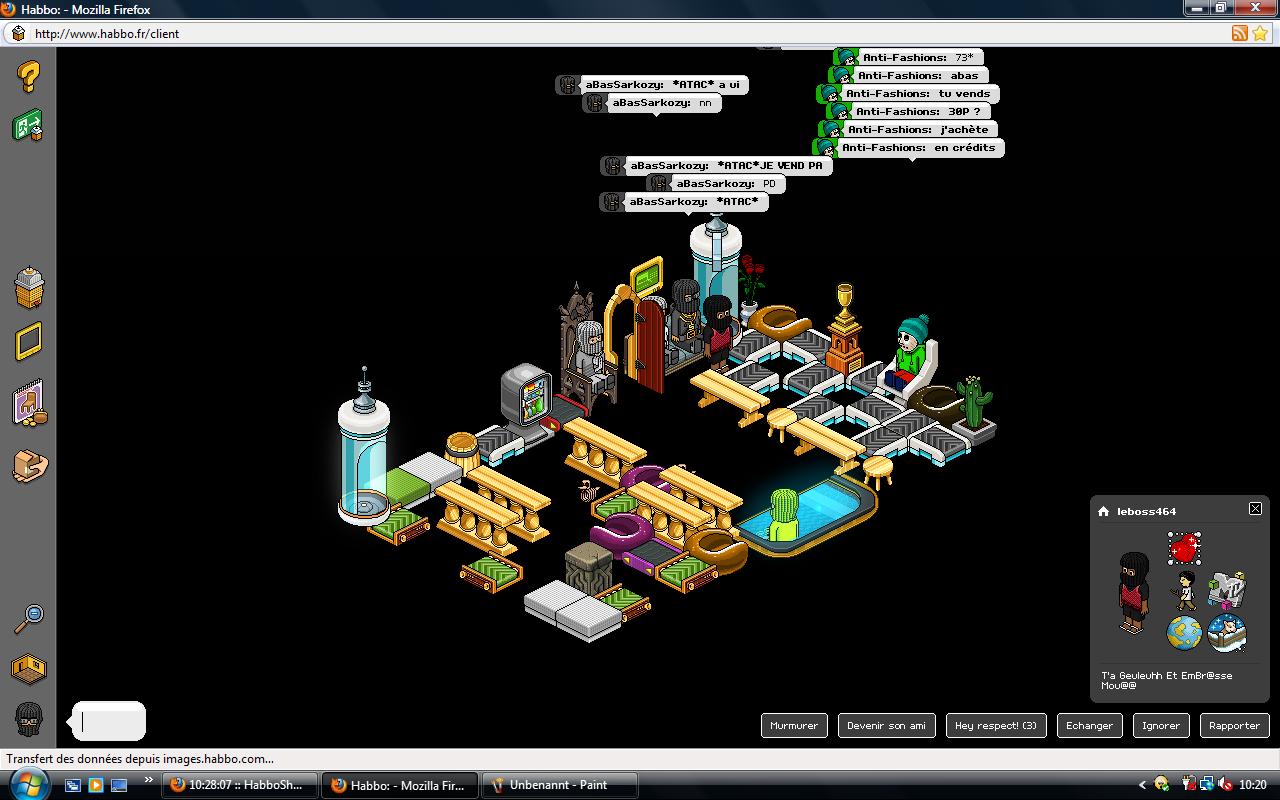 Habbo: - Mozilla Firefox
http://www.habbo.fr/client
Anti-Fashions: 73*
aBasSarkozy: *ATAC* a ui
Anti-Fashions: abas
aBasSarkozy: nn
Anti-Fashions: tu vends
Anti-Fashions: 30P ?
Anti-Fashions: j'achète
Anti-Fashions: en crédits
aBasSarkozy: *ATAC*JE VEND PA
aBasSarkozy: PD
aBasSarkozy: *ATAC*
leboss464
T'a Geuleuhh Et EmBr@sse
Mou@@
Murmurer
Devenir son ami
Hey respect! (3)
Echanger
Ignorer
Rapporter
Transfert des données depuis images.habbo.com...
10:28:07 :: HabboSh...
Habbo: - Mozilla Fir...
Unbenannt - Paint
10:20